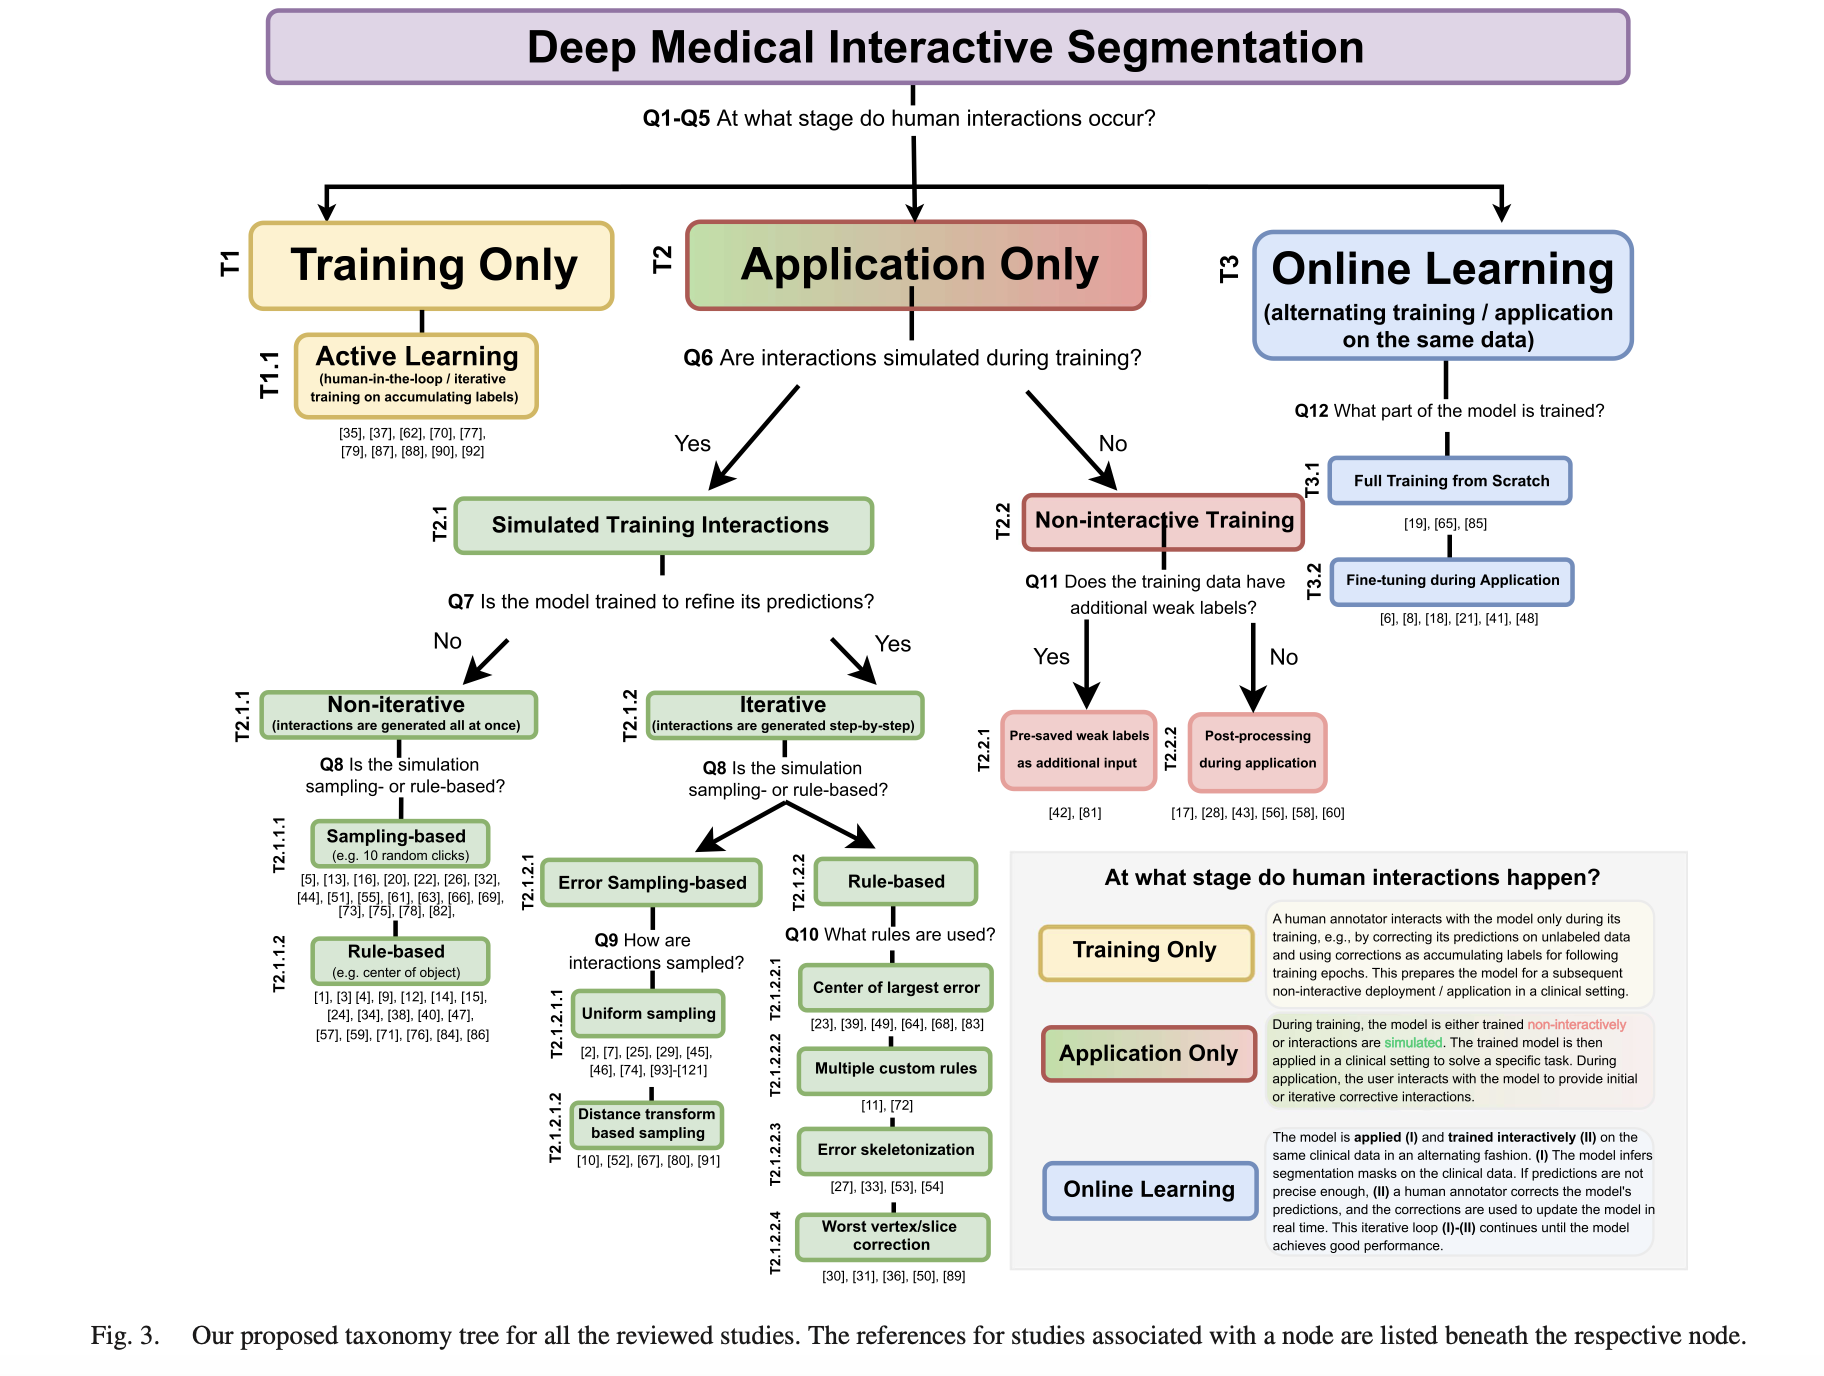 Deep Medical Interactive Segmentation
Q1-Q5 At what stage do human interactions occur?
T1
Training Only
T2
Application Only
T3
Online Learning
(alternating training / application
on the same data)
T1.1
Active Learning
(human-in-the-loop / iterative
training on accumulating labels)
[35], [37], [62], [70], [77],
[79], [87], [88], [90], [92]
Q6 Are interactions simulated during training?
Yes
No
Q12 What part of the model is trained?
T3.1
Full Training from Scratch
[19], [65], [85]
T3.2
Fine-tuning during Application
[6], [8], [18], [21], [41], [48]
T2.1
Simulated Training Interactions
T2.2
Non-interactive Training
Q7 Is the model trained to refine its predictions?
No
Yes
Q11 Does the training data have
additional weak labels?
Yes
No
T2.1.1
Non-iterative
(interactions are generated all at once)
T2.1.2
Iterative
(interactions are generated step-by-step)
T2.2.1
Pre-saved weak labels
as additional input
[42], [81]
T2.2.2
Post-processing
during application
[17], [28], [43], [56], [58], [60]
Q8 Is the simulation
sampling- or rule-based?
T2.1.1.1
Sampling-based
(e.g. 10 random clicks)
[5], [13], [16], [20], [22], [26], [32],
[44], [51], [55], [61], [63], [66], [69],
[73], [75], [78], [82],
T2.1.1.2
Rule-based
(e.g. center of object)
[1], [3] [4], [9], [12], [14], [15],
[24], [34], [38], [40], [47],
[57], [59], [71], [76], [84], [86]
Q8 Is the simulation
sampling- or rule-based?
T2.1.2.1
Error Sampling-based
Q9 How are
interactions sampled?
T2.1.2.1.1
Uniform sampling
[2], [7], [25], [29], [45],
[46], [74], [93]-[121]
T2.1.2.1.2
Distance transform
based sampling
[10], [52], [67], [80], [91]
T2.1.2.2
Rule-based
Q10 What rules are used?
T2.1.2.2.1
Center of largest error
[23], [39], [49], [64], [68], [83]
T2.1.2.2.2
Multiple custom rules
[11], [72]
T2.1.2.2.3
Error skeletonization
[27], [33], [53], [54]
T2.1.2.2.4
Worst vertex/slice
correction
[30], [31], [36], [50], [89]
At what stage do human interactions happen?
Training Only
A human annotator interacts with the model only during its
training, e.g., by correcting its predictions on unlabeled data
and using corrections as accumulating labels for following
training epochs. This prepares the model for a subsequent
non-interactive deployment / application in a clinical setting.
Application Only
During training, the model is either trained non-interactively
or interactions are simulated. The trained model is then
applied in a clinical setting to solve a specific task. During
application, the user interacts with the model to provide initial
or iterative corrective interactions.
Online Learning
The model is applied (I) and trained interactively (II) on the
same clinical data in an alternating fashion. (I) The model infers
segmentation masks on the clinical data. If predictions are not
precise enough, (II) a human annotator corrects the model's
predictions, and the corrections are used to update the model in
real time. This iterative loop (I)-(II) continues until the model
achieves good performance.
Fig. 3. Our proposed taxonomy tree for all the reviewed studies. The references for studies associated with a node are listed beneath the respective node.